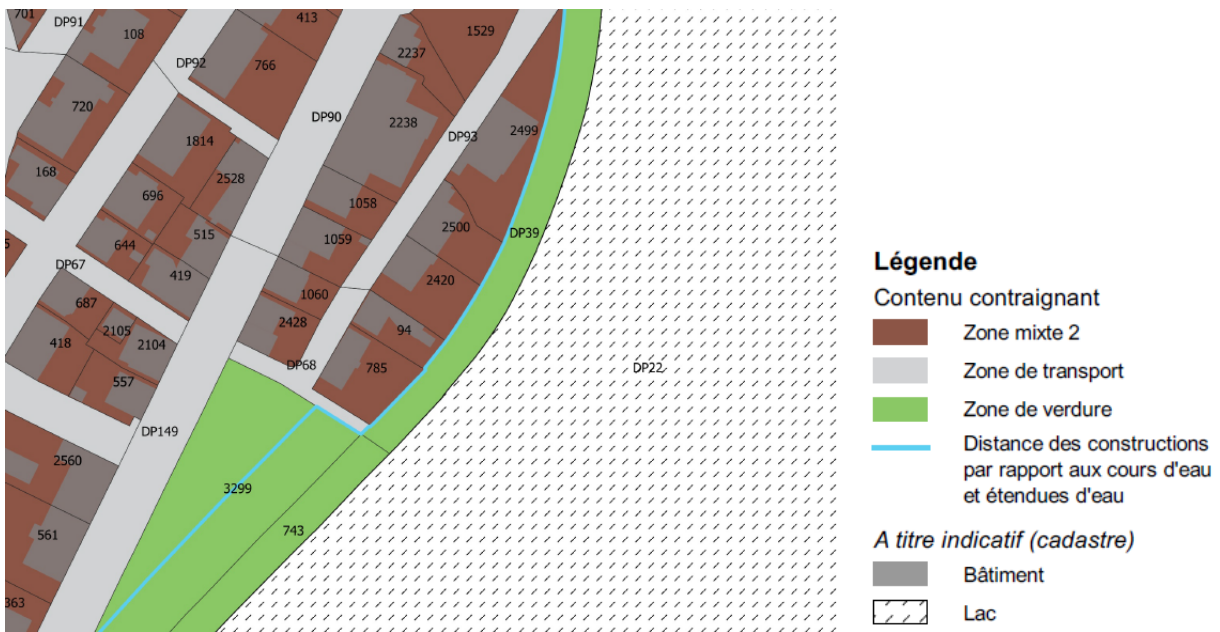 701
DP91
108
413
1529
2237
DP92
766
720
DP90
2238
DP93
2499
1814
168
2528
696
1058
515
2500
DP39
644
1059
5
DP67
419
2420
687
1060
2105
2428
94
418
2104
DP68
785
DP22
557
DP149
2560
3299
743
561
363
Légende
Contenu contraignant
Zone mixte 2
Zone de transport
Zone de verdure
Distance des constructions
par rapport aux cours d'eau
et étendues d'eau
A titre indicatif (cadastre)
Bâtiment
Lac